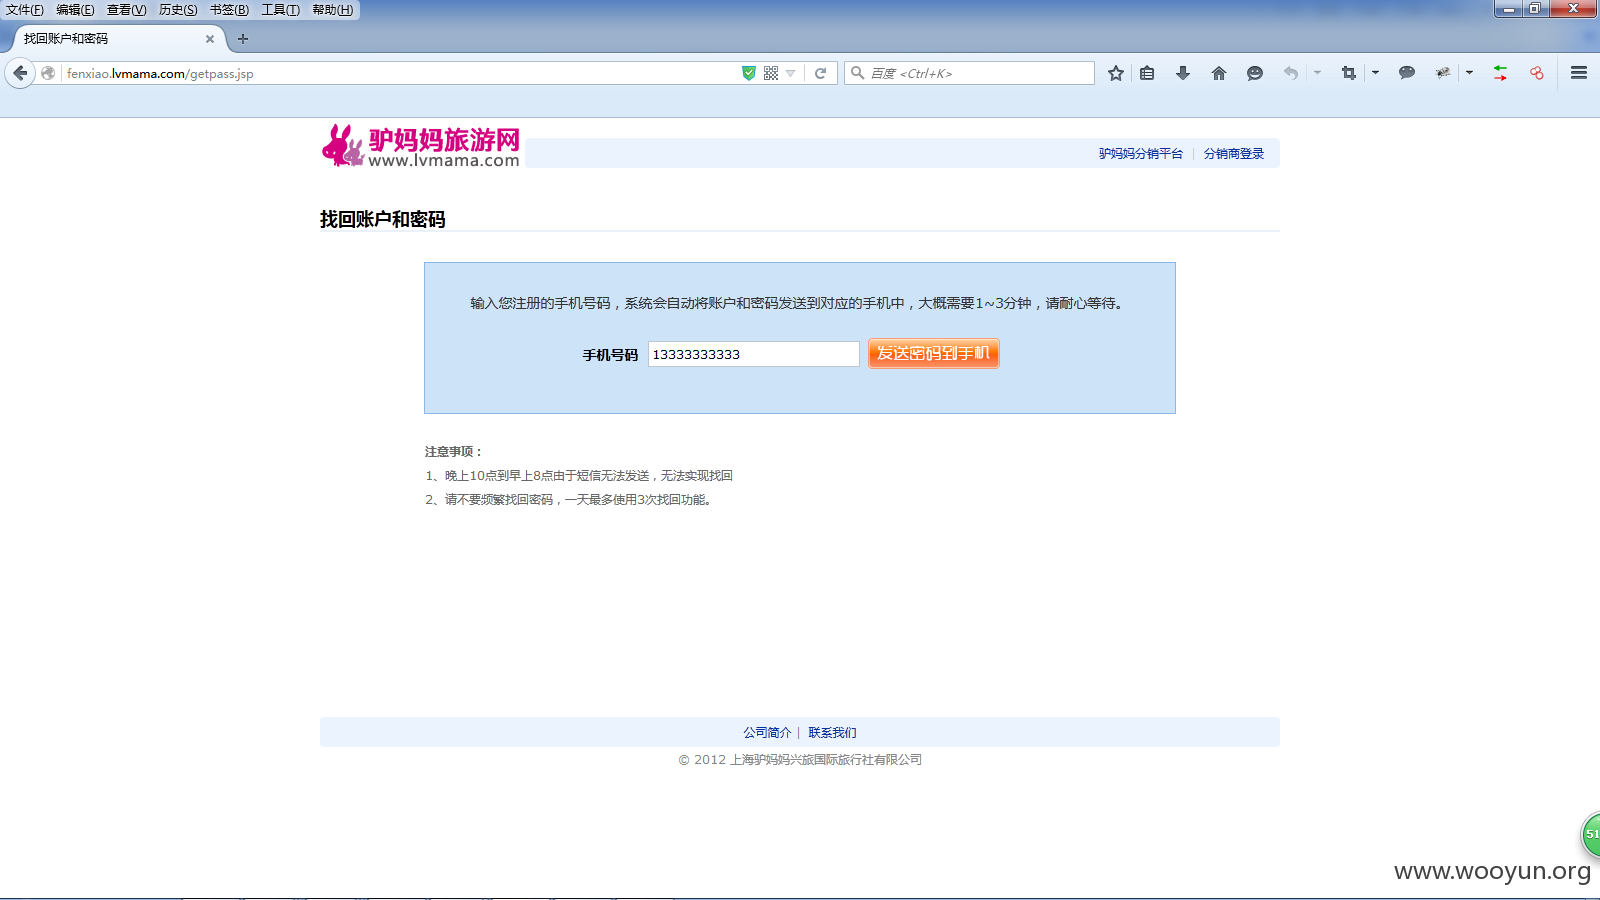 文件(F) 编辑(E) 查看(V) 历史(S) 书签(B) 工具(T) 帮助(H)
找回账户和密码
fenxiao.lvmama.com/getpass.jsp
百度 <Ctrl+K>
驴妈妈旅游网
www.lvmama.com
驴妈妈分销平台 | 分销商登录
找回账户和密码
输入您注册的手机号码，系统会自动将账户和密码发送到对应的手机中，大概需要1~3分钟，请耐心等待。
手机号码 13333333333 发送密码到手机
注意事项：
1、晚上10点到早上8点由于短信无法发送，无法实现找回
2、请不要频繁找回密码，一天最多使用3次找回功能。
公司简介 | 联系我们
© 2012 上海驴妈妈兴旅国际旅行社有限公司
51
www.wooyun.org